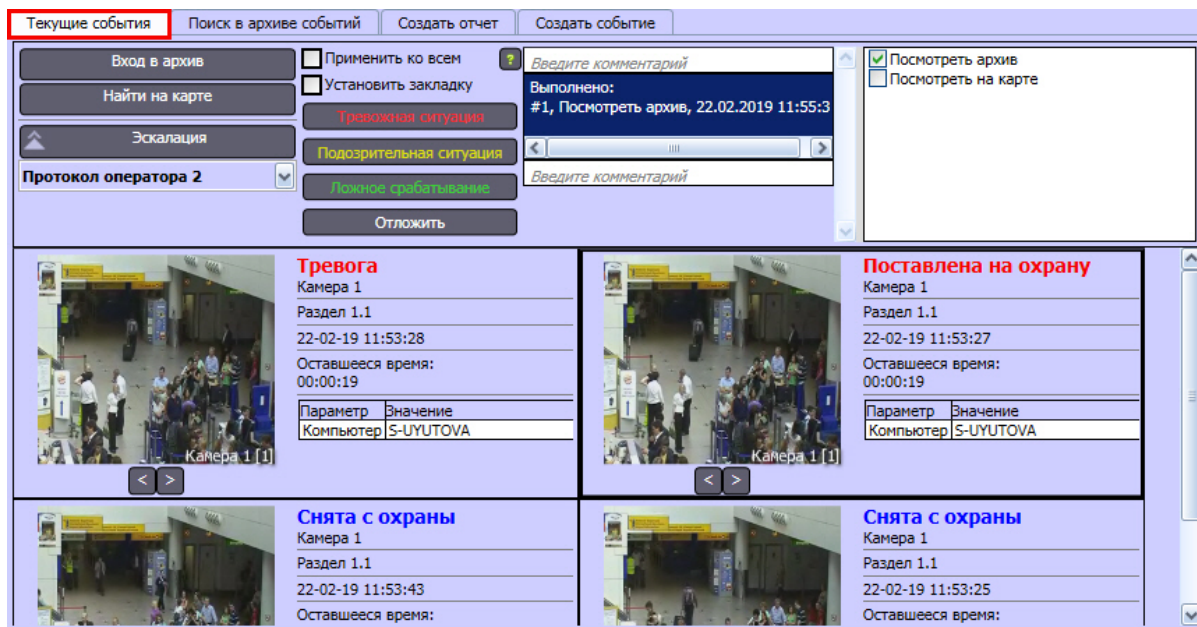 Текущие события
Поиск в архиве событий
Создать отчет
Создать событие
Вход в архив
Найти на карте
Эскалация
Протокол оператора 2
Применить ко всем
?
Установить закладку
Тревожная ситуация
Подозрительная ситуация
Ложное срабатывание
Отложить
Введите комментарий
Выполнено:
#1, Посмотреть архив, 22.02.2019 11:55:3
Введите комментарий
Посмотреть архив
Посмотреть на карте
Тревога
Камера 1
Раздел 1.1
22-02-19 11:53:28
Оставшееся время:
00:00:19
Параметр Значение
Компьютер S-UYUTOVA
Камера 1 [1]
< >
Поставлена на охрану
Камера 1
Раздел 1.1
22-02-19 11:53:27
Оставшееся время:
00:00:19
Параметр Значение
Компьютер S-UYUTOVA
Камера 1 [1]
< >
Снята с охраны
Камера 1
Раздел 1.1
22-02-19 11:53:43
Оставшееся время:
Снята с охраны
Камера 1
Раздел 1.1
22-02-19 11:53:25
Оставшееся время: